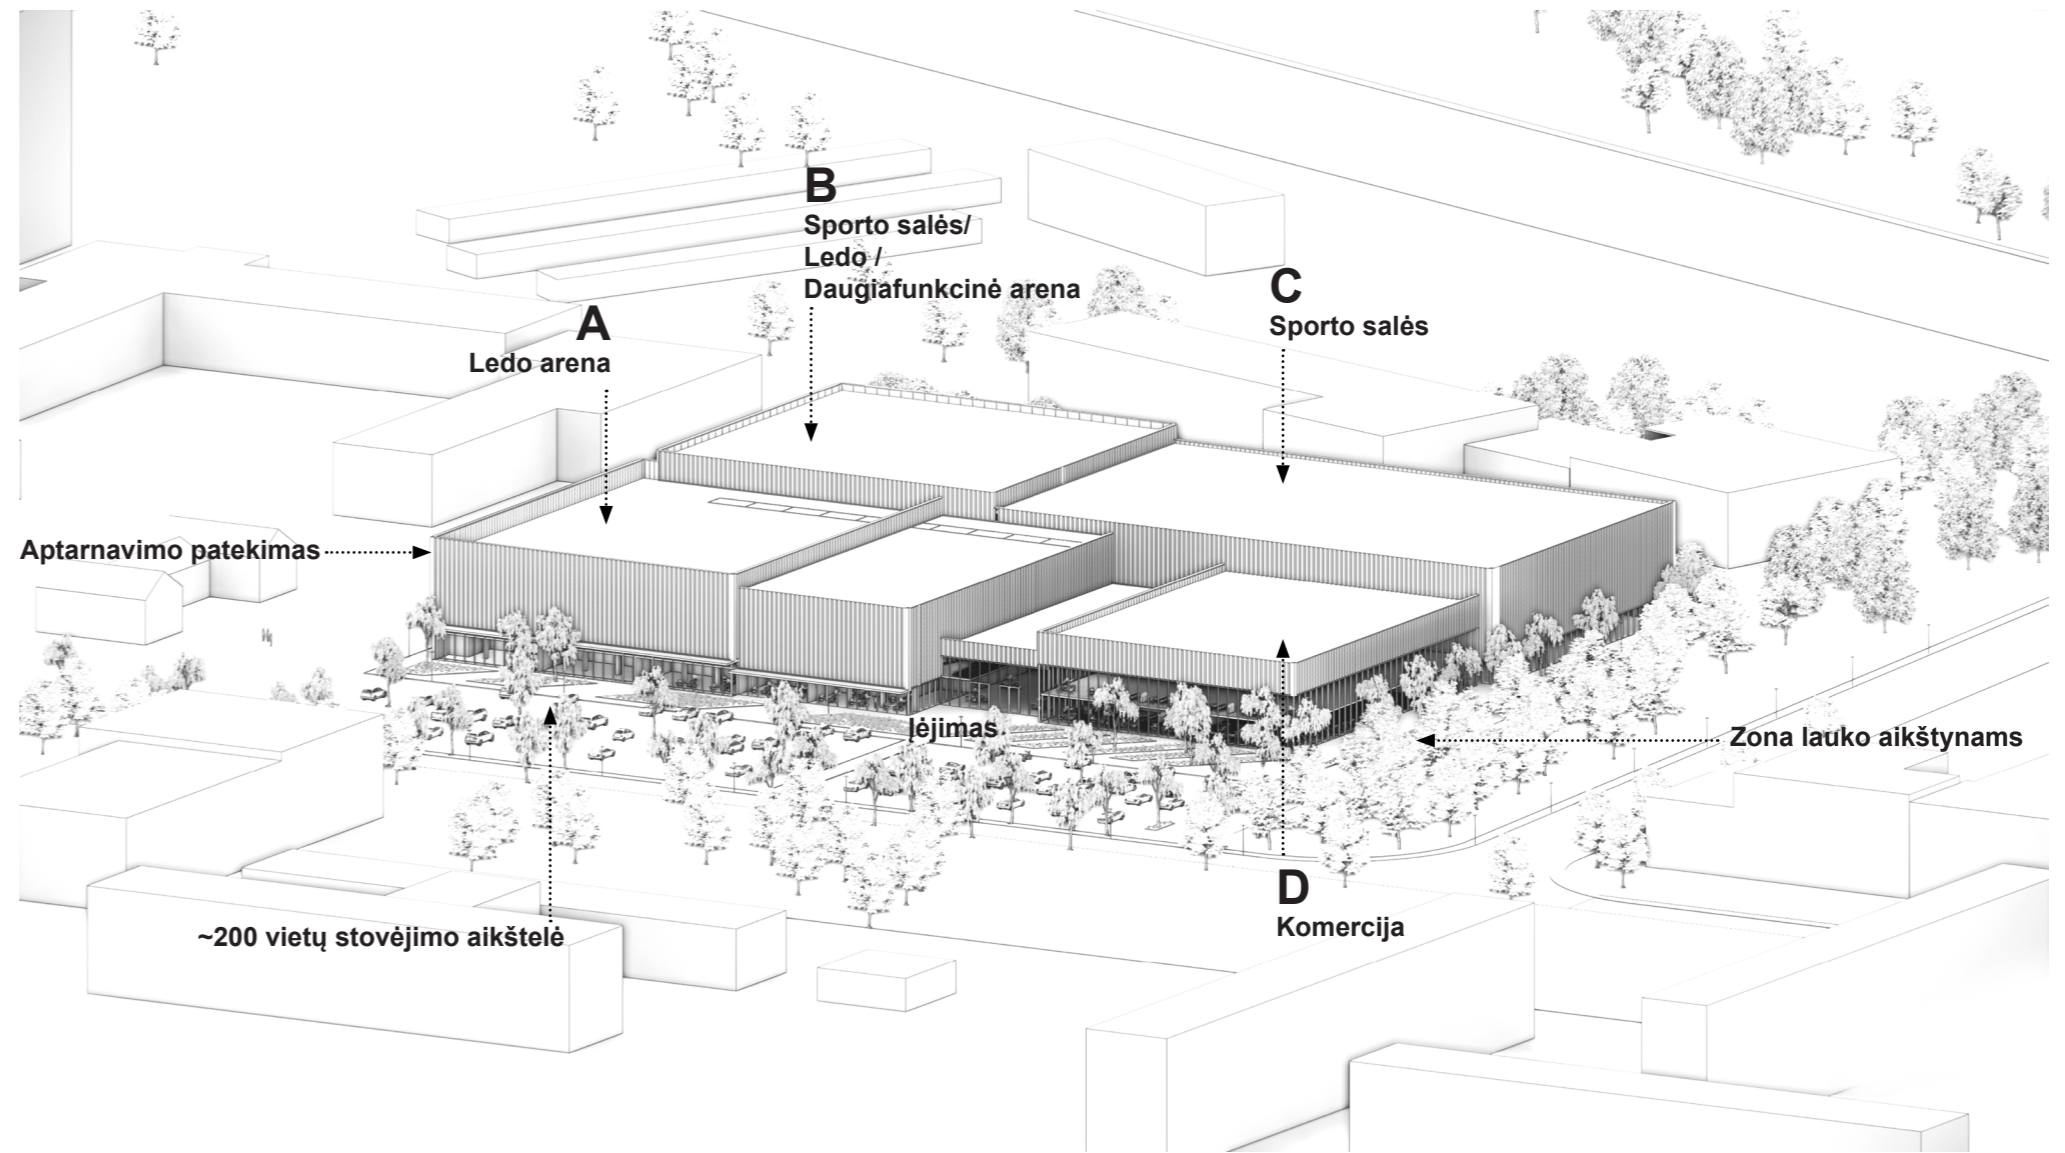 B
Sporto salės/
Ledo /
Daugiafunkcinė arena
C
Sporto salės
A
Ledo arena
Aptarnavimo patekimas
Įėjimas
Zona lauko aikštynams
D
Komercija
~200 vietų stovėjimo aikštelė